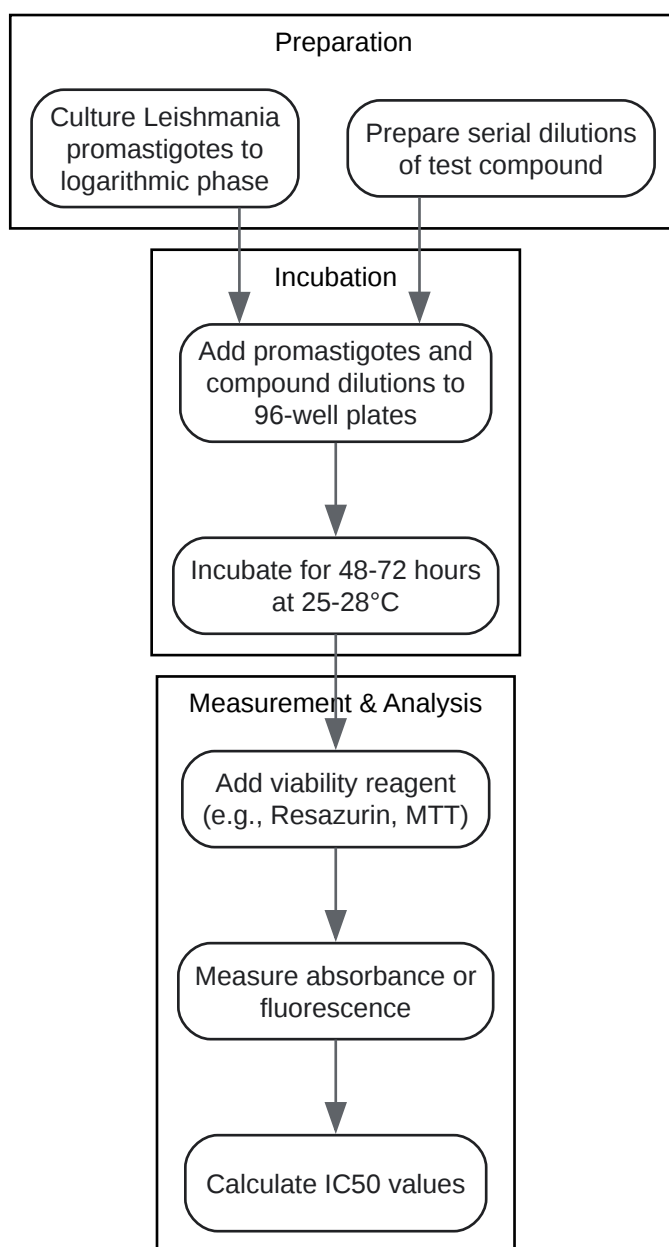 Preparation
Culture Leishmania
promastigotes to
logarithmic phase
Prepare serial dilutions
of test compound
Incubation
Add promastigotes and
compound dilutions to
96-well plates
Incubate for 48-72 hours
at 25-28°C
Measurement & Analysis
Add viability reagent
(e.g., Resazurin, MTT)
Measure absorbance or
fluorescence
Calculate IC50 values